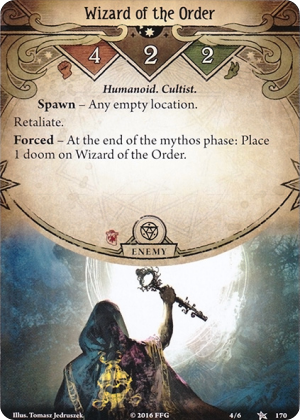 Wizard of the Order
4 2 2
Humanoid. Cultist.
Spawn – Any empty location.
Retaliate.
Forced – At the end of the mythos phase: Place
1 doom on Wizard of the Order.
ENEMY
Illus. Tomasz Jedruszek
© 2016 FFG
4/6
170